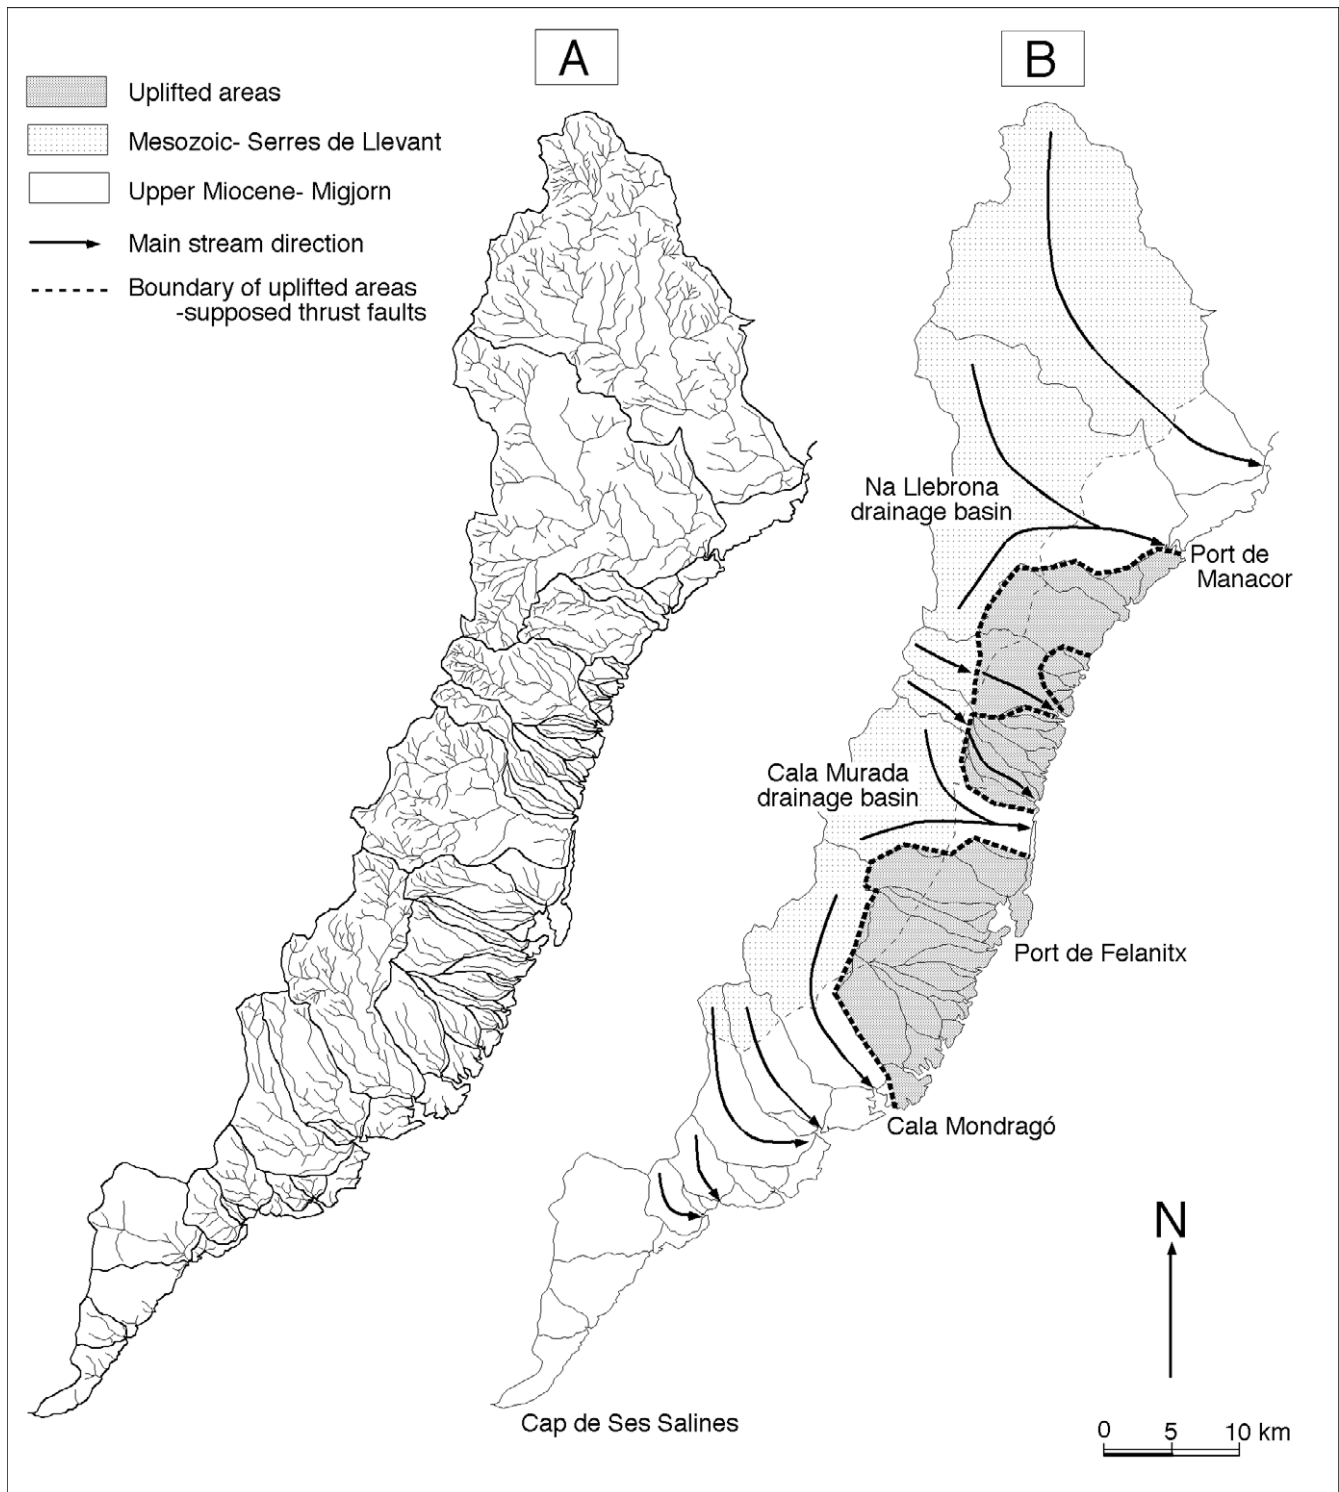 A
B
Uplifted areas
Mesozoic- Serres de Llevant
Upper Miocene- Migjorn
Main stream direction
Boundary of uplifted areas
-supposed thrust faults
Na Llebrona
drainage basin
Port de
Manacor
Cala Murada
drainage basin
Port de Felanitx
Cala Mondragó
N
Cap de Ses Salines
0 5 10 km